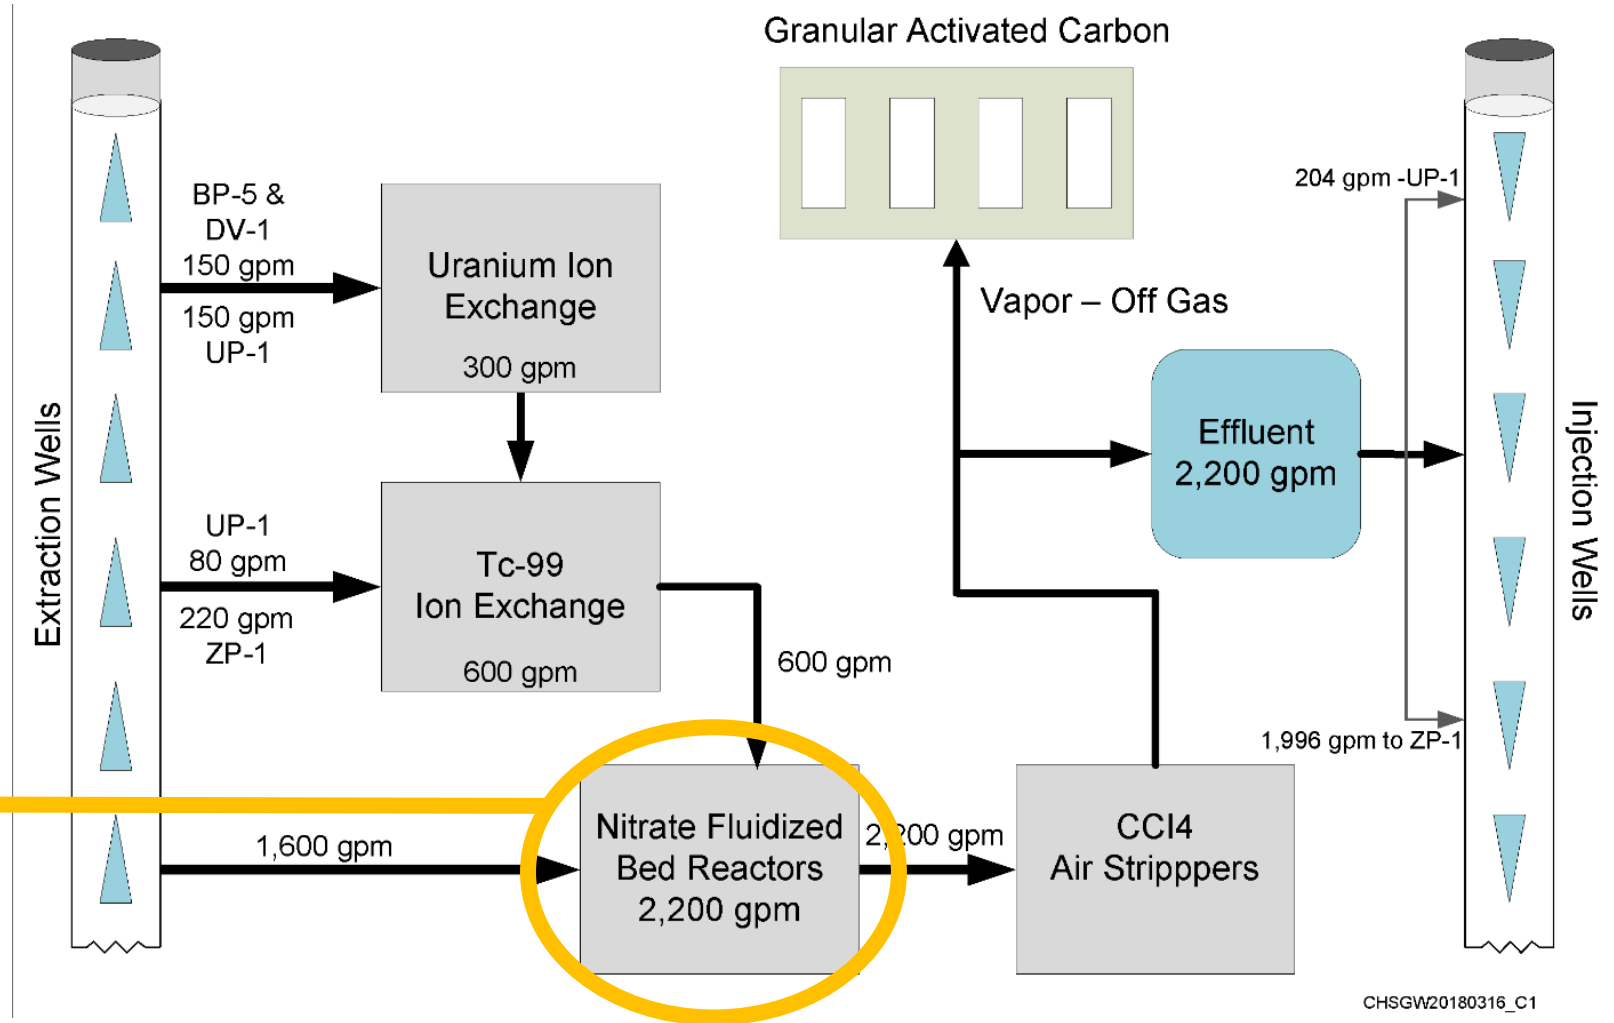 Granular Activated Carbon
Extraction Wells
BP-5 &
DV-1
150 gpm
150 gpm
UP-1
Uranium Ion
Exchange
300 gpm
UP-1
80 gpm
220 gpm
ZP-1
Tc-99
Ion Exchange
600 gpm
600 gpm
1,600 gpm
Nitrate Fluidized
Bed Reactors
2,200 gpm
2,200 gpm
CCl4
Air Stripppers
Vapor – Off Gas
Effluent
2,200 gpm
204 gpm -UP-1
1,996 gpm to ZP-1
Injection Wells
CHSGW20180316_C1